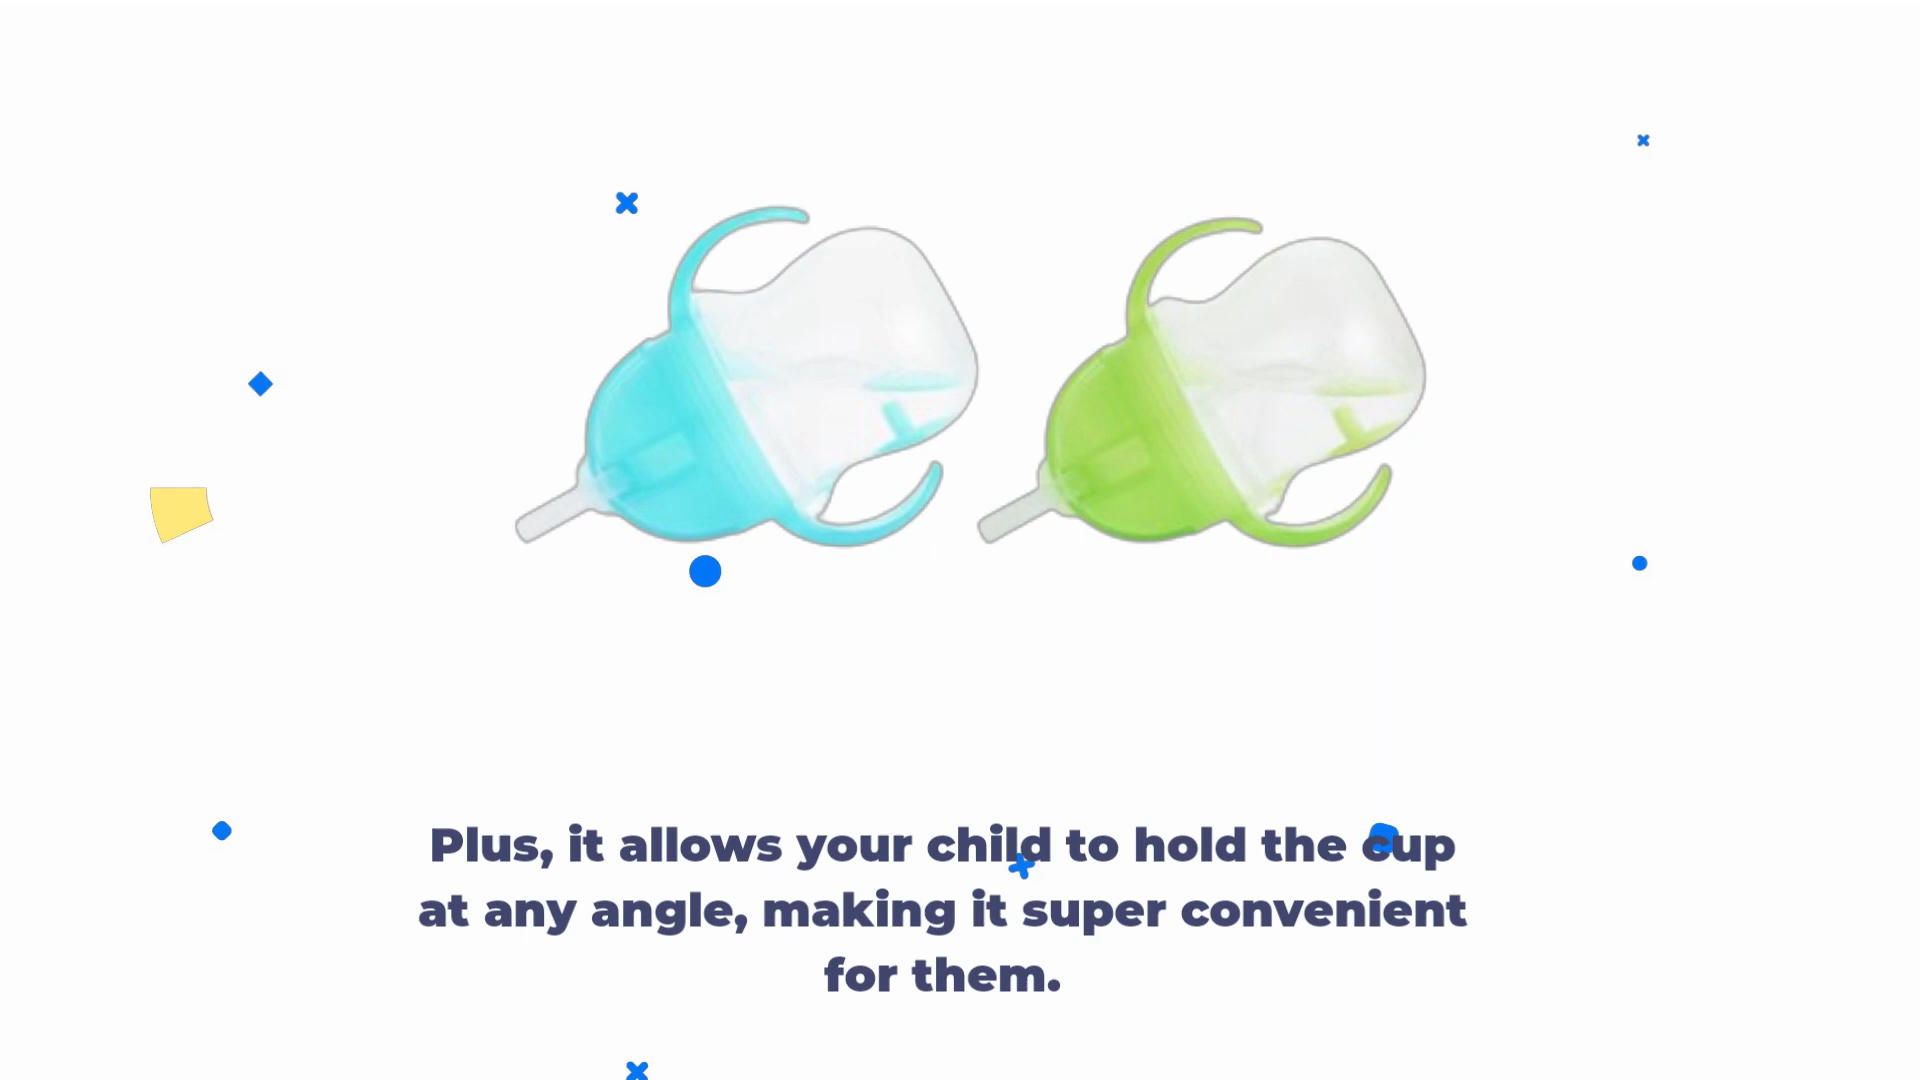 Plus, it allows your child to hold the cup
at any angle, making it super convenient
for them.